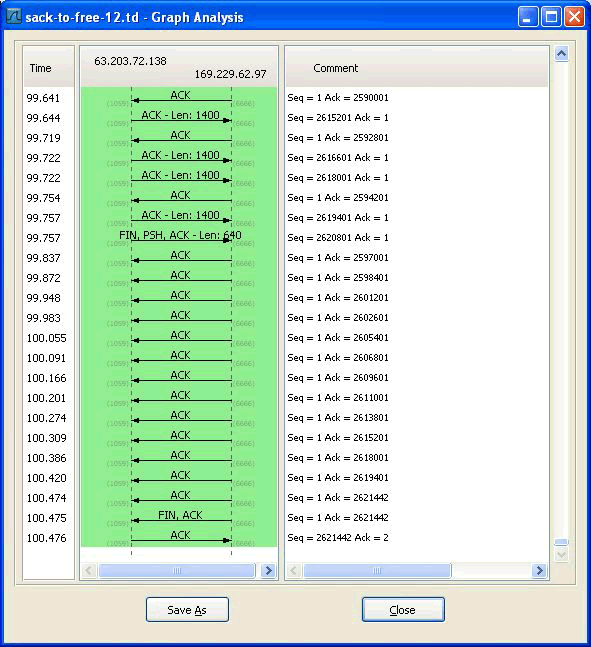 sack-to-free-12.td - Graph Analysis
Time 63.203.72.138 169.229.62.97 Comment
99.641 (1059) ACK (6666) Seq = 1 Ack = 2590001
99.644 (1059) ACK - Len: 1400 (6666) Seq = 2615201 Ack = 1
99.719 (1059) ACK (6666) Seq = 1 Ack = 2592801
99.722 (1059) ACK - Len: 1400 (6666) Seq = 2616601 Ack = 1
99.722 (1059) ACK - Len: 1400 (6666) Seq = 2618001 Ack = 1
99.754 (1059) ACK (6666) Seq = 1 Ack = 2594201
99.757 (1059) ACK - Len: 1400 (6666) Seq = 2619401 Ack = 1
99.757 (1059) FIN, PSH, ACK - Len: 640 (6666) Seq = 2620801 Ack = 1
99.837 (1059) ACK (6666) Seq = 1 Ack = 2597001
99.872 (1059) ACK (6666) Seq = 1 Ack = 2598401
99.948 (1059) ACK (6666) Seq = 1 Ack = 2601201
99.983 (1059) ACK (6666) Seq = 1 Ack = 2602601
100.055 (1059) ACK (6666) Seq = 1 Ack = 2605401
100.091 (1059) ACK (6666) Seq = 1 Ack = 2606801
100.166 (1059) ACK (6666) Seq = 1 Ack = 2609601
100.201 (1059) ACK (6666) Seq = 1 Ack = 2611001
100.274 (1059) ACK (6666) Seq = 1 Ack = 2613801
100.309 (1059) ACK (6666) Seq = 1 Ack = 2615201
100.386 (1059) ACK (6666) Seq = 1 Ack = 2618001
100.420 (1059) ACK (6666) Seq = 1 Ack = 2619401
100.474 (1059) ACK (6666) Seq = 1 Ack = 2621442
100.475 (1059) FIN, ACK (6666) Seq = 1 Ack = 2621442
100.476 (1059) ACK (6666) Seq = 2621442 Ack = 2
Save As Close